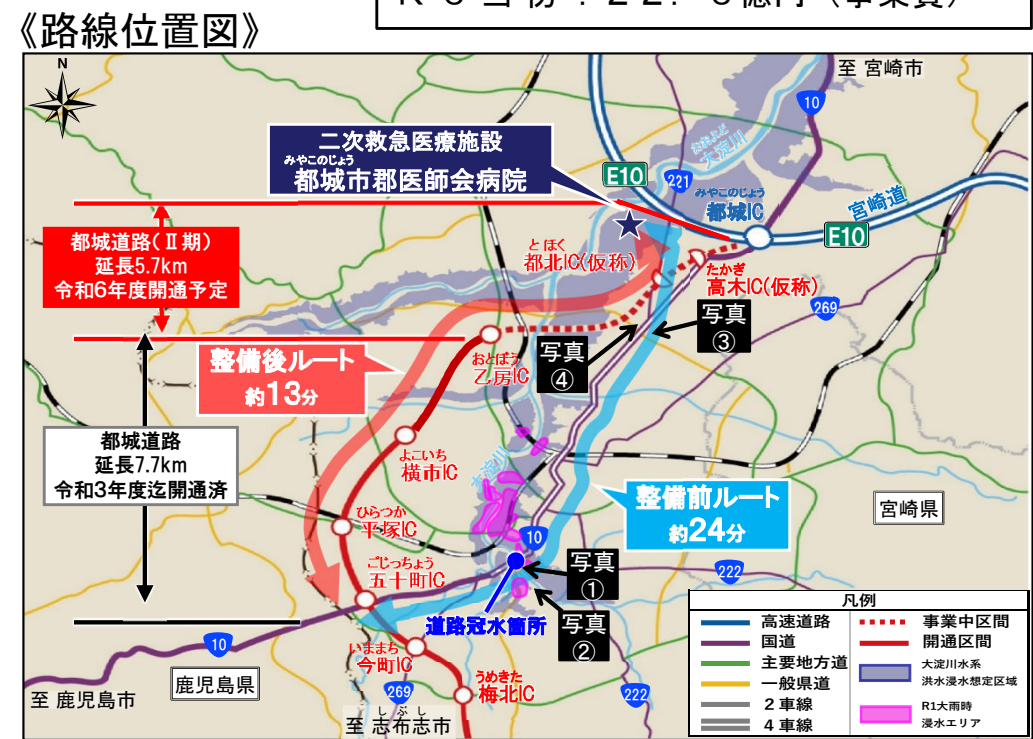 《路線位置図》
N
至 宮崎市
10
二次救急医療施設
みやこのじょう
都城市郡医師会病院
E10
221
おおよど
大淀川
みやこのじょう
都城IC
宮崎道
E10
都城道路(Ⅱ期)
延長5.7km
令和6年度開通予定
とほく
都北IC(仮称)
たかぎ
高木IC(仮称)
269
写真
③
写真
④
整備後ルート
約13分
おとぼう
乙房IC
都城道路
延長7.7km
令和3年度迄開通済
よこいち
横市IC
大淀川
整備前ルート
約24分
宮崎県
ひらつか
平塚IC
10
ごじっちょう
五十町IC
写真
①
222
道路冠水箇所
写真
②
10
いままち
今町IC
うめきた
梅北IC
269
222
至 鹿児島市
鹿児島県
しぶし
至 志布志市
凡例
高速道路
国道
主要地方道
一般県道
２車線
４車線
事業中区間
開通区間
大淀川水系
洪水浸水想定区域
R1大雨時
浸水エリア